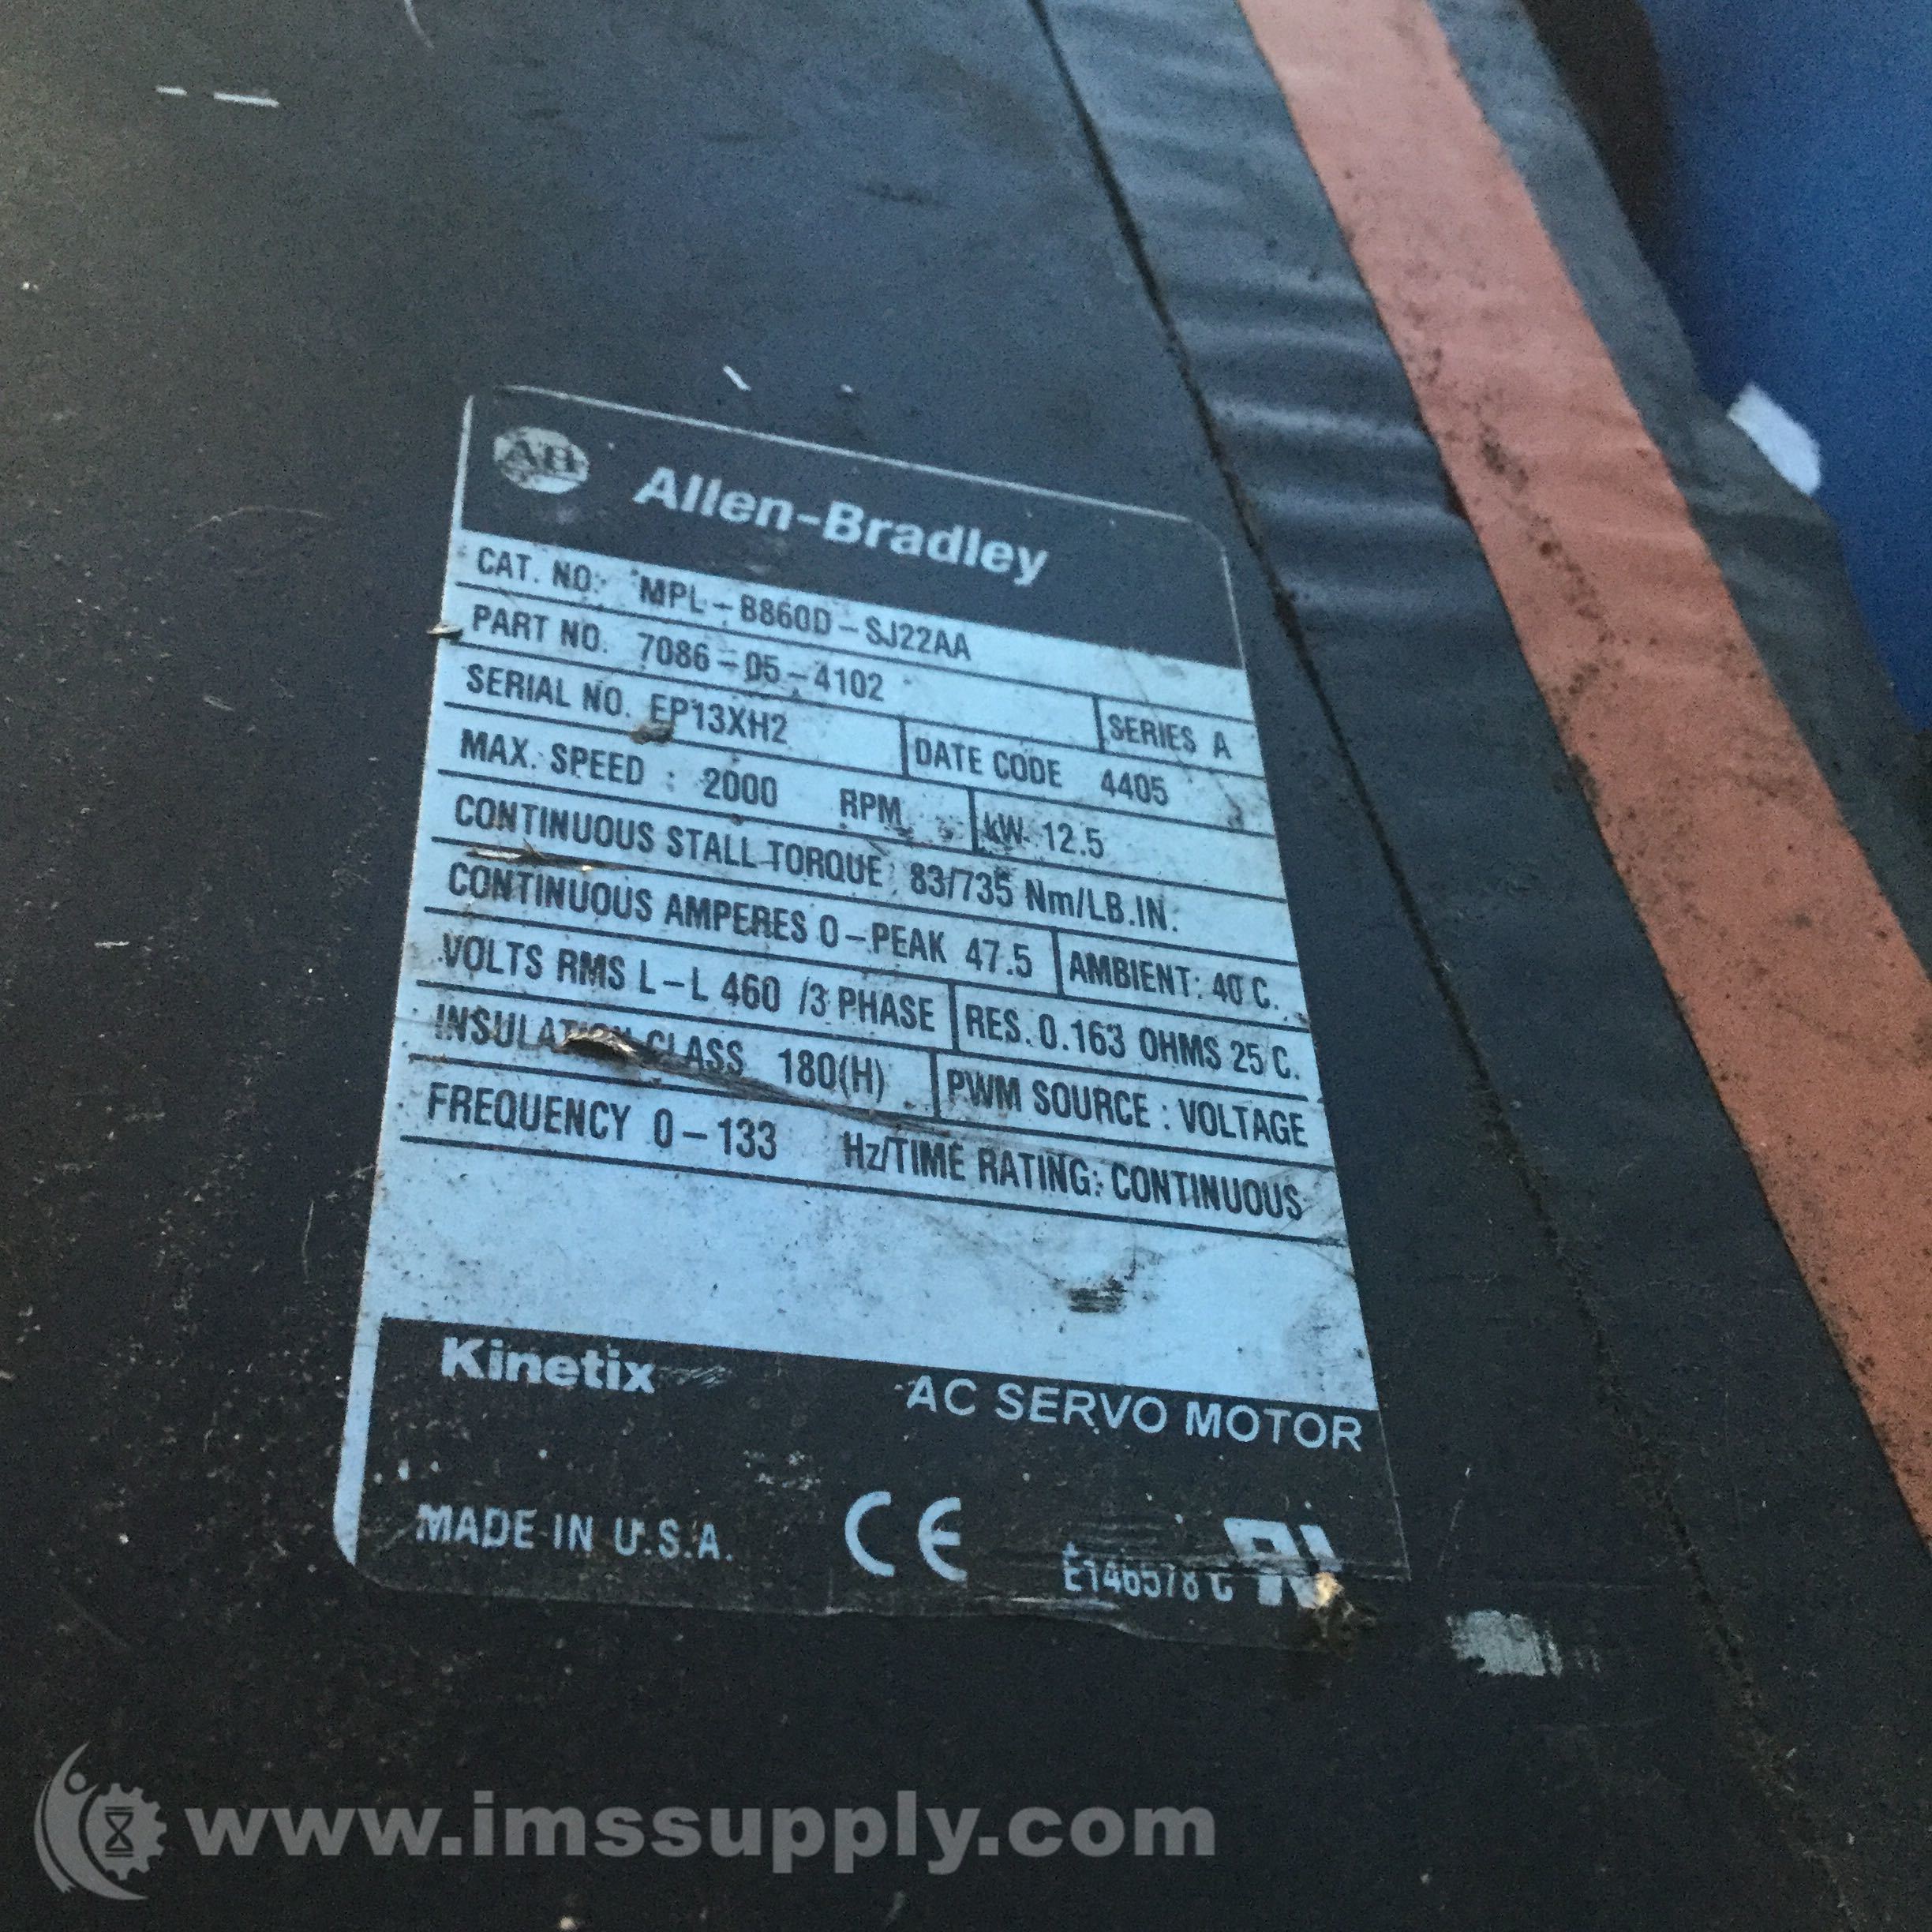 AB Allen-Bradley
CAT. NO. MPL-B860D-SJ22AA
PART NO. 7086-05-4102 SERIES A
SERIAL NO. EP13XH2 DATE CODE 4405
MAX. SPEED : 2000 RPM kW 12.5
CONTINUOUS STALL TORQUE 83/735 Nm/LB.IN.
CONTINUOUS AMPERES 0-PEAK 47.5 AMBIENT: 40 C.
VOLTS RMS L-L 460 /3 PHASE RES. 0.163 OHMS 25 C.
INSULATION CLASS 180(H) PWM SOURCE : VOLTAGE
FREQUENCY 0-133 Hz/TIME RATING: CONTINUOUS
Kinetix AC SERVO MOTOR
MADE IN U.S.A. CE E146578 C
www.imssupply.com